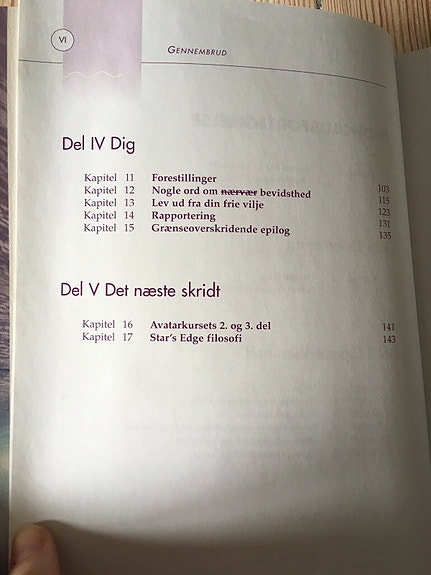 VI
GENNEMBRUD
Del IV Dig
Kapitel 11 Forestillinger 103
Kapitel 12 Nogle ord om nærvær bevidsthed 115
Kapitel 13 Lev ud fra din frie vilje 123
Kapitel 14 Rapportering 131
Kapitel 15 Grænseoverskridende epilog 135
Del V Det næste skridt
Kapitel 16 Avatarkursets 2. og 3. del 141
Kapitel 17 Star's Edge filosofi 143